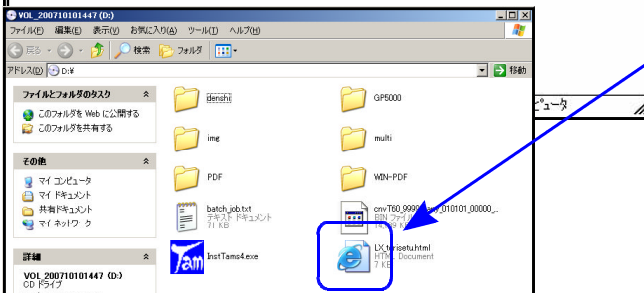 VOL_200710101447 (D:)
ファイル(F) 編集(E) 表示(V) お気に入り(A) ツール(T) ヘルプ(H)
戻る 検索 フォルダ
アドレス(D) D:¥ 移動
ファイルとフォルダのタスク
このフォルダを Web に公開する
このフォルダを共有する
その他
マイ コンピュータ
マイ ドキュメント
共有ドキュメント
マイ ネットワーク
詳細
VOL_200710101447 (D:)
CD ドライブ
denshi
GP5000
img
multi
PDF
WIN-PDF
batch_job.txt
テキスト ドキュメント
71 KB
BIN ファイル
Tam
InstTams4.exe
HTML Document
7 KB
ピュータ